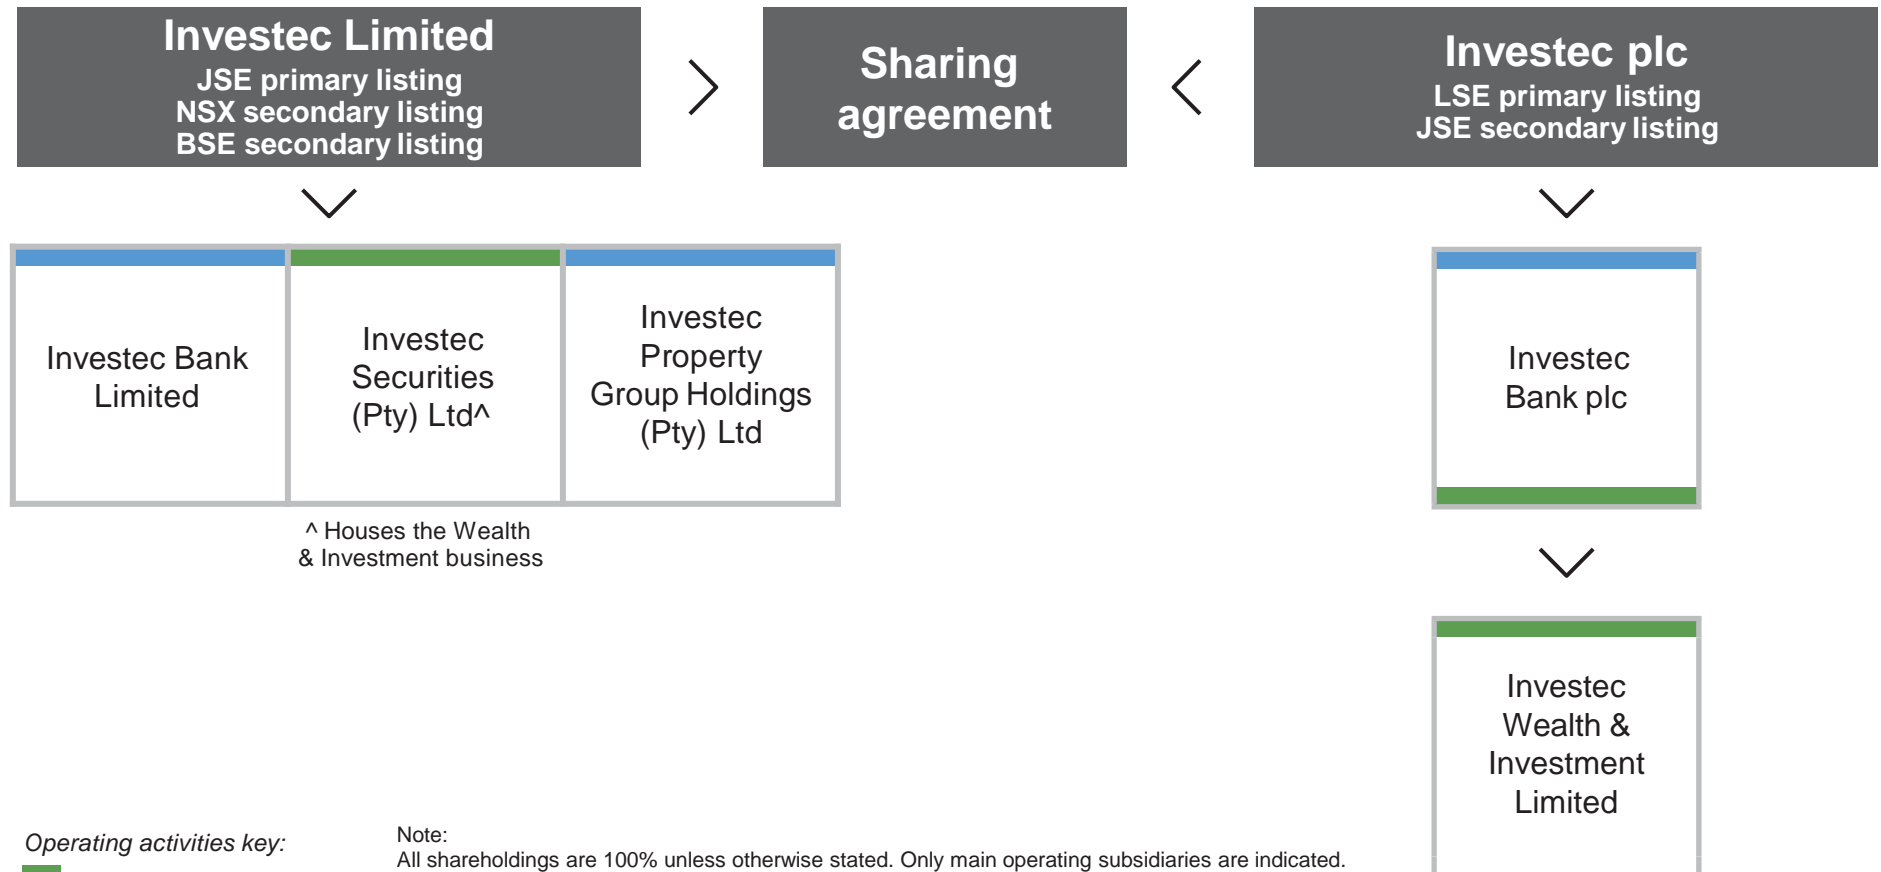 Investec Limited
JSE primary listing
NSX secondary listing
BSE secondary listing
Sharing
agreement
Investec plc
LSE primary listing
JSE secondary listing
Investec Bank
Limited
Investec
Securities
(Pty) Ltd^
Investec
Property
Group Holdings
(Pty) Ltd
Investec
Bank plc
^ Houses the Wealth
& Investment business
Investec
Wealth &
Investment
Limited
Operating activities key:
Note:
All shareholdings are 100% unless otherwise stated. Only main operating subsidiaries are indicated.